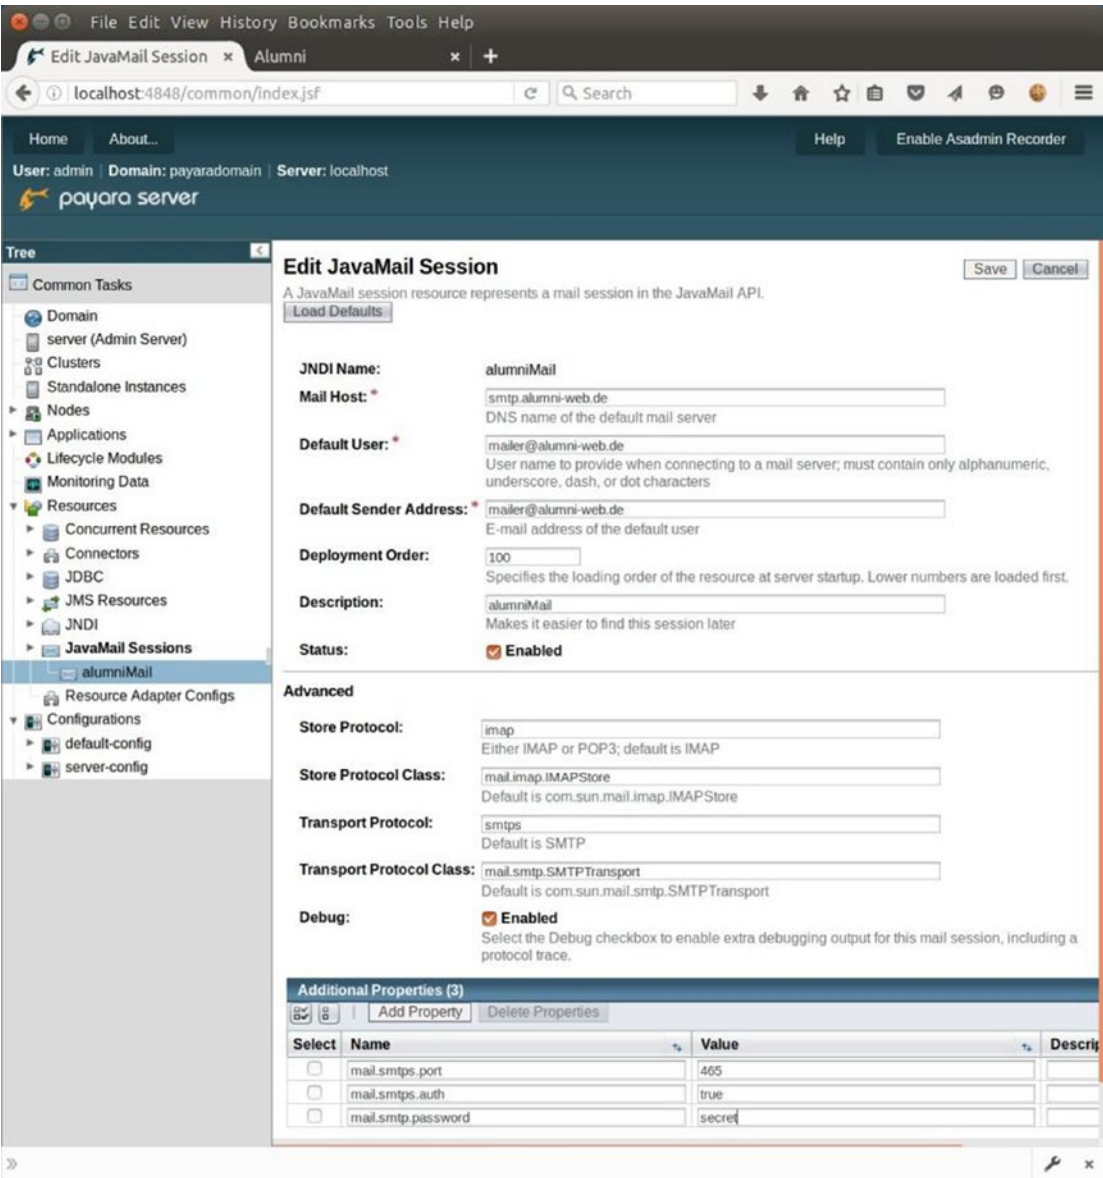 File Edit View History Bookmarks Tools Help
Edit JavaMail Session × Alumni × +
localhost:4848/common/index.jsf Search
Home About... Help Enable Asadmin Recorder
User: admin | Domain: payaradomain | Server: localhost
payara server
Tree
Common Tasks
Domain
server (Admin Server)
Clusters
Standalone Instances
Nodes
Applications
Lifecycle Modules
Monitoring Data
Resources
Concurrent Resources
Connectors
JDBC
JMS Resources
JNDI
JavaMail Sessions
alumniMail
Resource Adapter Configs
Configurations
default-config
server-config
Edit JavaMail Session
Save Cancel
A JavaMail session resource represents a mail session in the JavaMail API.
Load Defaults
JNDI Name: alumniMail
Mail Host: * smtp.alumni-web.de
DNS name of the default mail server
Default User: * mailer@alumni-web.de
User name to provide when connecting to a mail server; must contain only alphanumeric,
underscore, dash, or dot characters
Default Sender Address: * mailer@alumni-web.de
E-mail address of the default user
Deployment Order: 100
Specifies the loading order of the resource at server startup. Lower numbers are loaded first.
Description: alumniMail
Makes it easier to find this session later
Status: Enabled
Advanced
Store Protocol: imap
Either IMAP or POP3; default is IMAP
Store Protocol Class: mail.imap.IMAPStore
Default is com.sun.mail.imap.IMAPStore
Transport Protocol: smtps
Default is SMTP
Transport Protocol Class: mail.smtp.SMTPTransport
Default is com.sun.mail.smtp.SMTPTransport
Debug: Enabled
Select the Debug checkbox to enable extra debugging output for this mail session, including a
protocol trace.
Additional Properties (3)
Add Property Delete Properties
Select Name Value Descrip
mail.smtps.port 465
mail.smtps.auth true
mail.smtp.password secret